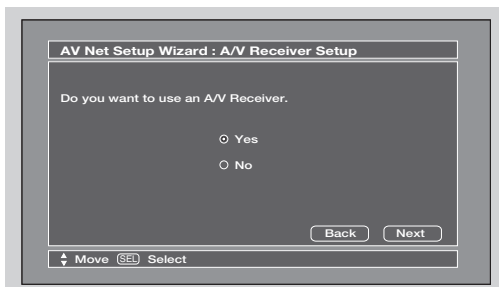 AV Net Setup Wizard : A/V Receiver Setup
Do you want to use an A/V Receiver.
Yes
No
Back Next
Move SEL Select